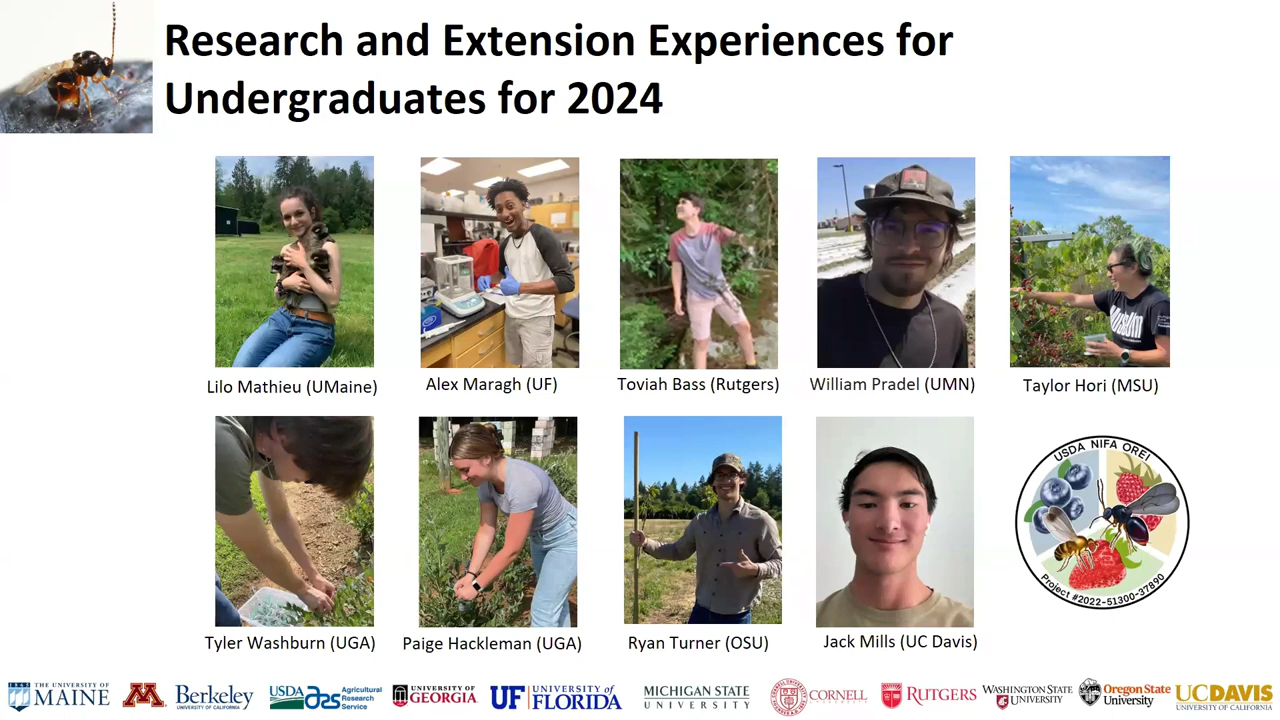 Research and Extension Experiences for
Undergraduates for 2024
Lilo Mathieu (UMaine)
Alex Maragh (UF)
Toviah Bass (Rutgers)
William Pradel (UMN)
Taylor Hori (MSU)
Tyler Washburn (UGA)
Paige Hackleman (UGA)
Ryan Turner (OSU)
Jack Mills (UC Davis)
USDA NIFA OREI
Project #2022-51300-37890
1865
THE UNIVERSITY OF
MAINE
M
Berkeley
UNIVERSITY OF CALIFORNIA
USDA
ars
Agricultural
Research
Service
UNIVERSITY OF
GEORGIA
UF
UNIVERSITY of
FLORIDA
MICHIGAN STATE
UNIVERSITY
CORNELL
UNIVERSITY
RUTGERS
WASHINGTON STATE
UNIVERSITY
Oregon State
University
UCDAVIS
UNIVERSITY OF CALIFORNIA